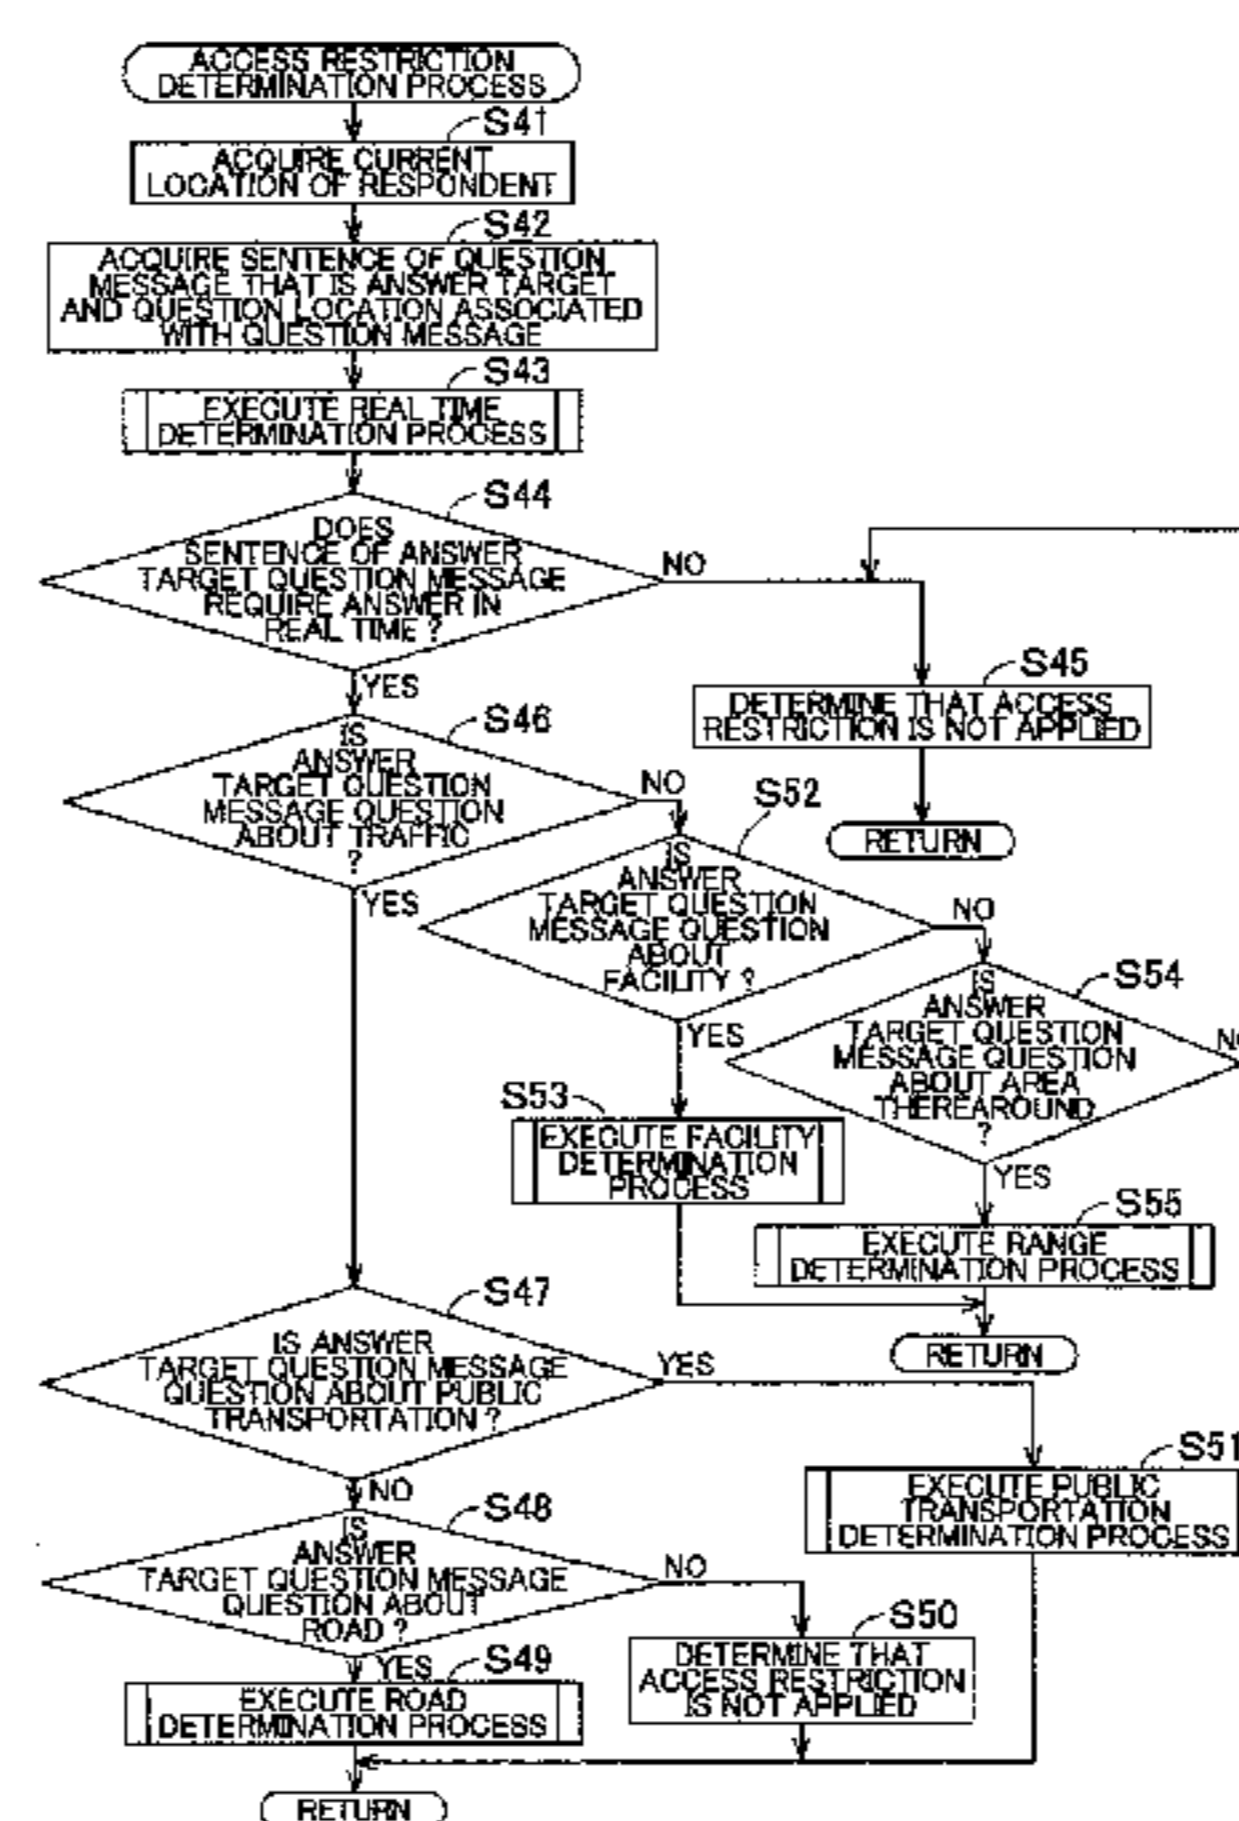 ACCESS RESTRICTION
DETERMINATION PROCESS
S41
ACQUIRE CURRENT
LOCATION OF RESPONDENT
S42
ACQUIRE SENTENCE OF QUESTION
MESSAGE THAT IS ANSWER TARGET
AND QUESTION LOCATION ASSOCIATED
WITH QUESTION MESSAGE
S43
EXECUTE REAL TIME
DETERMINATION PROCESS
S44
DOES
SENTENCE OF ANSWER
TARGET QUESTION MESSAGE
REQUIRE ANSWER IN
REAL TIME ?
NO
YES
S45
DETERMINE THAT ACCESS
RESTRICTION IS NOT APPLIED
RETURN
S46
IS
ANSWER
TARGET QUESTION
MESSAGE QUESTION
ABOUT TRAFFIC
?
NO
YES
S52
IS
ANSWER
TARGET QUESTION
MESSAGE QUESTION
ABOUT
FACILITY ?
NO
YES
S54
IS
ANSWER
TARGET QUESTION
MESSAGE QUESTION
ABOUT AREA
THEREAROUND
?
NO
YES
S53
EXECUTE FACILITY
DETERMINATION
PROCESS
S55
EXECUTE RANGE
DETERMINATION PROCESS
RETURN
S47
IS ANSWER
TARGET QUESTION MESSAGE
QUESTION ABOUT PUBLIC
TRANSPORTATION ?
YES
NO
S51
EXECUTE PUBLIC
TRANSPORTATION
DETERMINATION PROCESS
S48
IS
ANSWER
TARGET QUESTION MESSAGE
QUESTION ABOUT
ROAD ?
NO
YES
S50
DETERMINE THAT
ACCESS RESTRICTION
IS NOT APPLIED
S49
EXECUTE ROAD
DETERMINATION PROCESS
RETURN